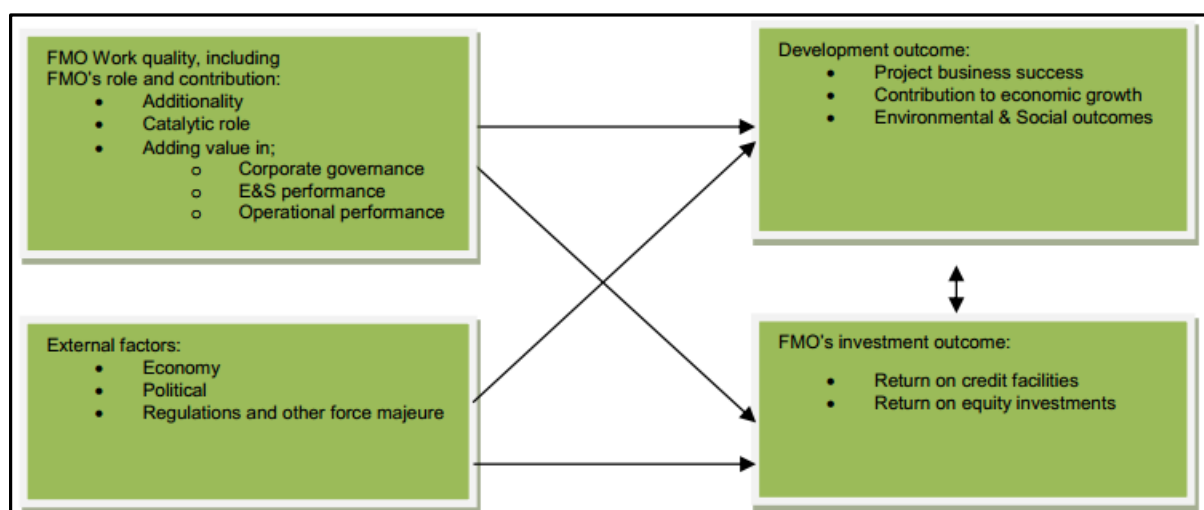 FMO Work quality, including
FMO's role and contribution:
• Additionality
• Catalytic role
• Adding value in;
o Corporate governance
o E&S performance
o Operational performance
Development outcome:
• Project business success
• Contribution to economic growth
• Environmental & Social outcomes
External factors:
• Economy
• Political
• Regulations and other force majeure
FMO's investment outcome:
• Return on credit facilities
• Return on equity investments